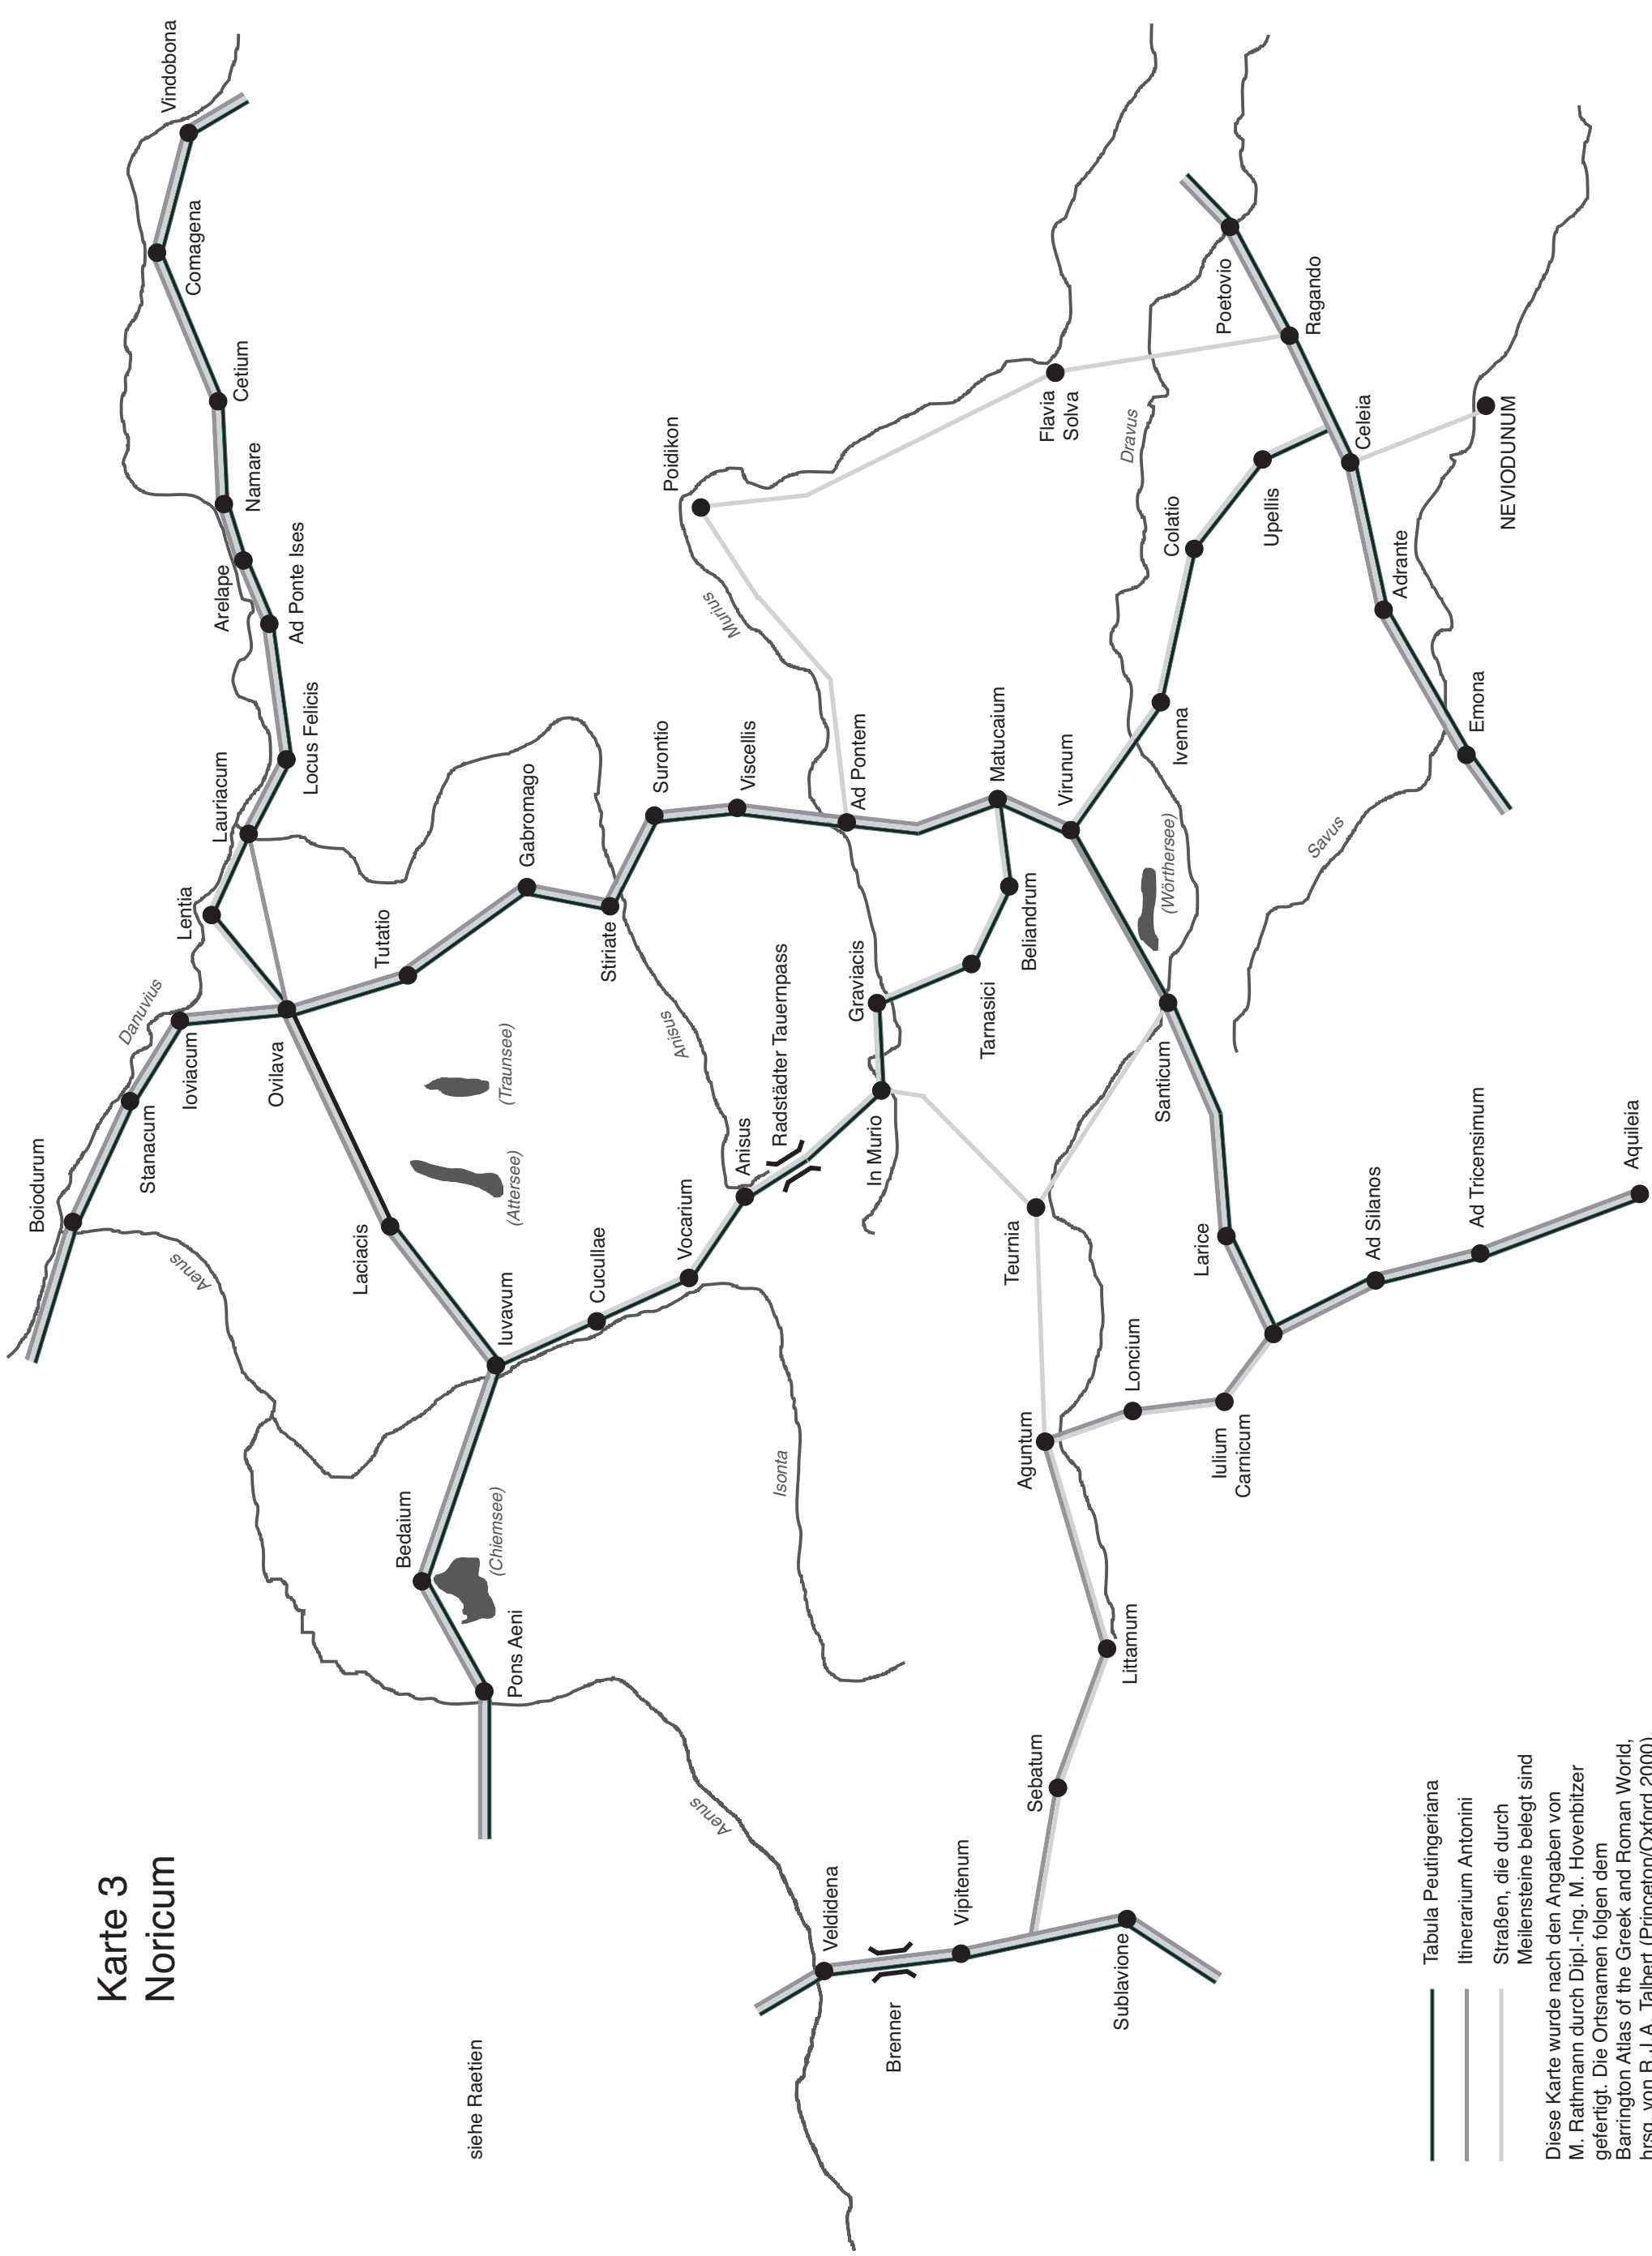 Karte 3
Noricum
siehe Raetien
Boiodurum
Stanacum
Ioviacum
Danuvius
Lentia
Lauriacum
Locus Felicis
Ad Ponte Ises
Arelape
Namare
Cetium
Comagena
Vindobona
Aenus
Ovilava
Tutatio
Gabromago
Stiriate
Surontio
Viscellis
Ad Pontem
Laciacis
(Attersee)
(Traunsee)
Anisus
Iuvavum
Cucullae
Vocarium
Anisus
Radstädter Tauernpass
In Murio
Graviacis
Tarnasici
Beliandrum
Matucaium
Virunum
Murius
Poidikon
Flavia
Solva
Dravus
Bedaium
(Chiemsee)
Pons Aeni
Isonta
Aenus
Veldidena
Brenner
Vipitenum
Sublavione
Sebatum
Littamum
Aguntum
Teurnia
Loncium
Iulium
Carnicum
Larice
Santicum
(Wörthersee)
Ivenna
Colatio
Upellis
Celeia
Ragando
Poetovio
Adrante
Emona
NEVIODUNUM
Savus
Ad Silanos
Ad Tricensimum
Aquileia
Tabula Peutingeriana
Itinerarium Antonini
Straßen, die durch
Meilensteine belegt sind
Diese Karte wurde nach den Angaben von
M. Rathmann durch Dipl.-Ing. M. Hovenbitzer
gefertigt. Die Ortsnamen folgen dem
Barrington Atlas of the Greek and Roman World,
hrsg. von R.J.A. Talbert (Princeton/Oxford 2000).